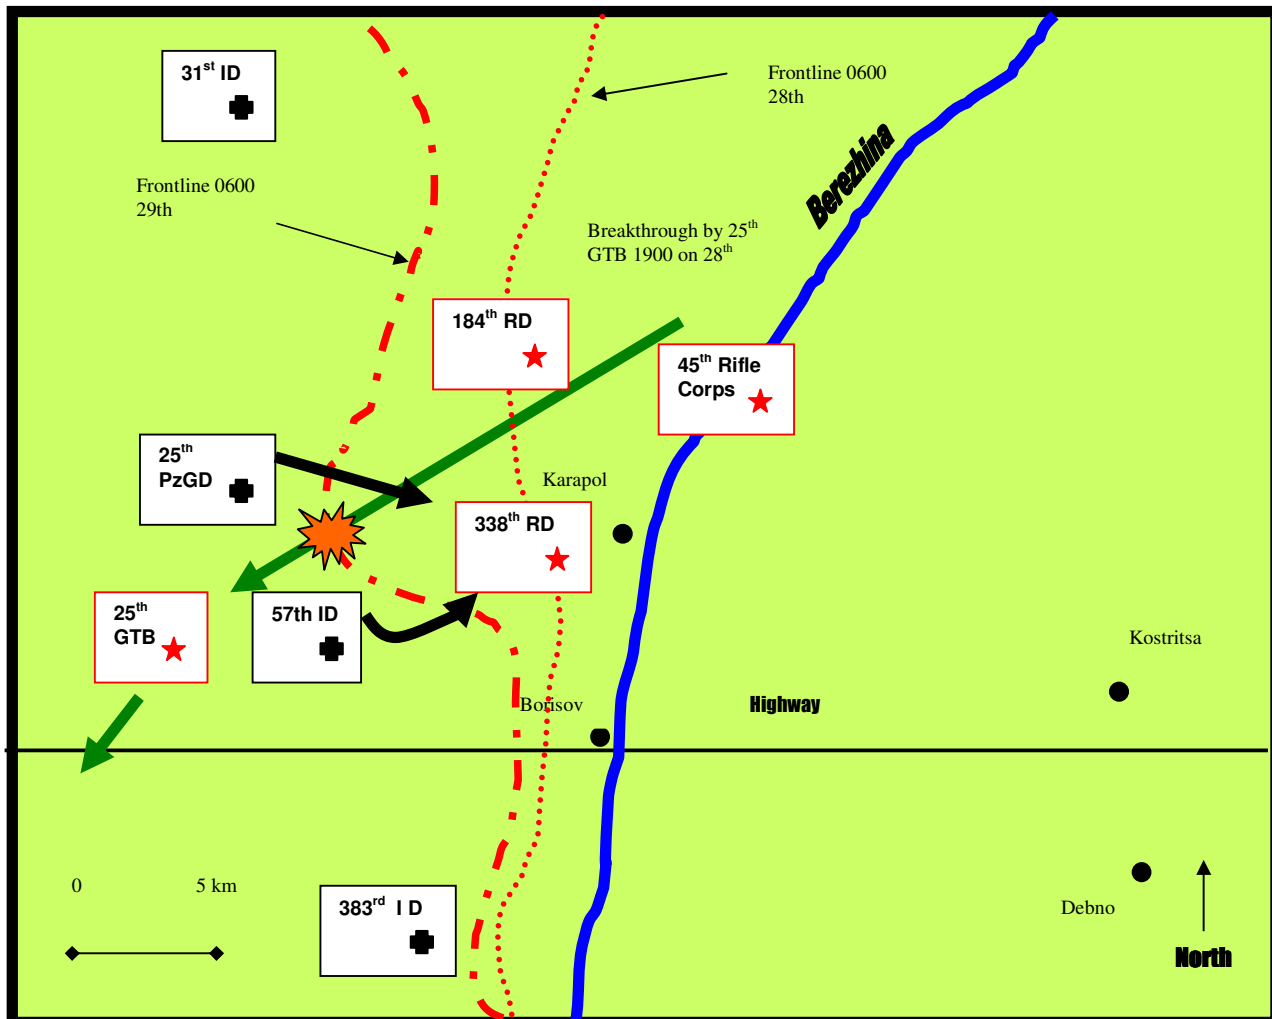 31st ID
Frontline 0600
28th
Berezhina
Frontline 0600
29th
Breakthrough by 25th
GTB 1900 on 28th
184th RD
45th Rifle
Corps
25th
PzGD
Karapol
338th RD
25th
GTB
57th ID
Kostritsa
Borisov
Highway
0 5 km
383rd I D
Debno
North